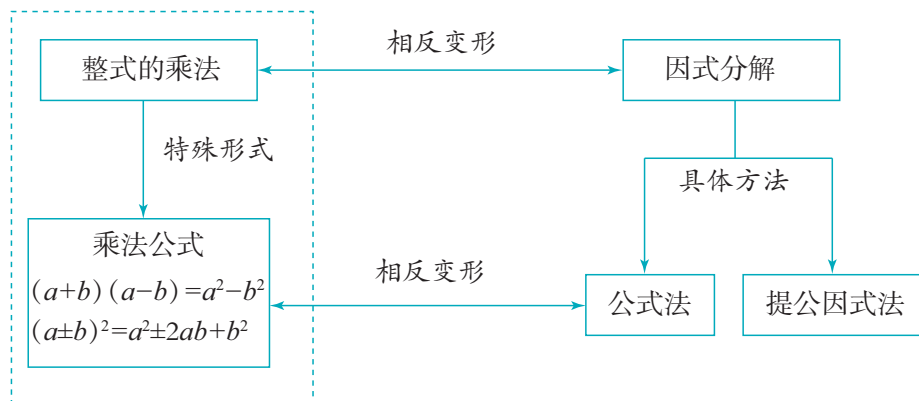 相反变形
整式的乘法
因式分解
特殊形式
具体方法
乘法公式
(a+b)(a−b)=a²−b²
(a±b)²=a²±2ab+b²
相反变形
公式法
提公因式法